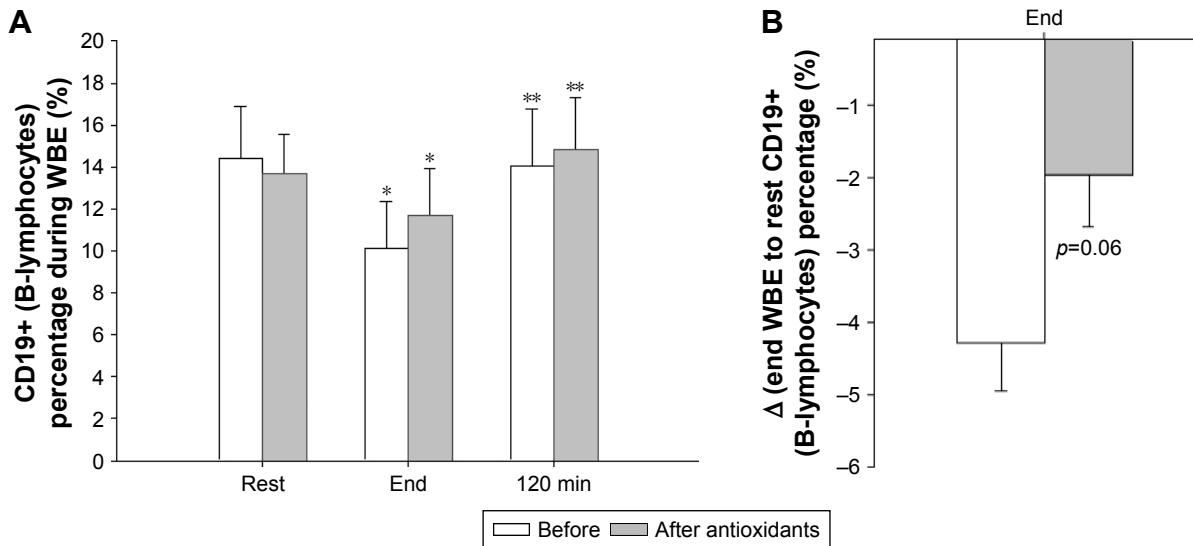 A
CD19+ (B-lymphocytes)
percentage during WBE (%)
20
18
16
14
12
10
8
6
4
2
0
*
*
**
**
Rest
End
120 min
B
Δ (end WBE to rest CD19+
(B-lymphocytes) percentage (%)
End
–1
–2
–3
–4
–5
–6
p=0.06
Before
After antioxidants